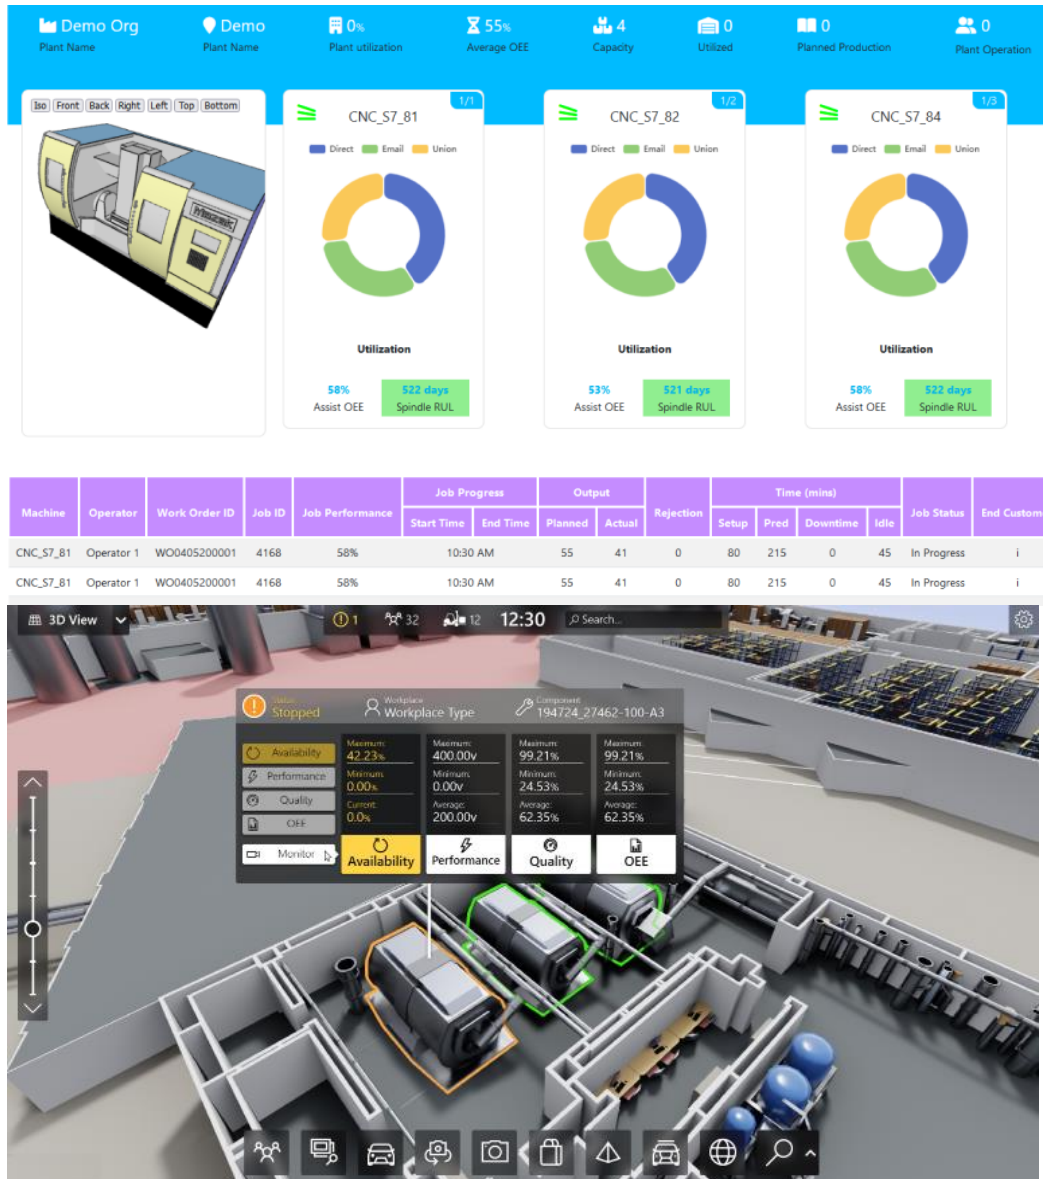 Demo Org
Plant Name
Demo
Plant Name
0%
Plant utilization
55%
Average OEE
4
Capacity
0
Utilized
0
Planned Production
0
Plant Operation
Iso Front Back Right Left Top Bottom
Mazak
1/1
CNC_S7_81
Direct Email Union
Utilization
58%
Assist OEE
522 days
Spindle RUL
1/2
CNC_S7_82
Direct Email Union
Utilization
53%
Assist OEE
521 days
Spindle RUL
1/3
CNC_S7_84
Direct Email Union
Utilization
58%
Assist OEE
522 days
Spindle RUL
Job Progress Output Time (mins)
Machine Operator Work Order ID Job ID Job Performance Rejection Job Status End Custom
Start Time End Time Planned Actual Setup Pred Downtime Idle
CNC_S7_81 Operator 1 WO0405200001 4168 58% 10:30 AM 55 41 0 80 215 0 45 In Progress i
CNC_S7_81 Operator 1 WO0405200001 4168 58% 10:30 AM 55 41 0 80 215 0 45 In Progress i
3D View 1 32 12 12:30 Search...
Status
Stopped
Workplace
Workplace Type
Component
194724_27462-100-A3
Availability
Performance
Quality
OEE
Monitor
Maximum:
42.23%
Minimum:
0.00%
Current:
0.0%
Availability
Maximum:
400.00v
Minimum:
0.00v
Average:
200.00v
Performance
Maximum:
99.21%
Minimum:
24.53%
Average:
62.35%
Quality
Maximum:
99.21%
Minimum:
24.53%
Average:
62.35%
OEE